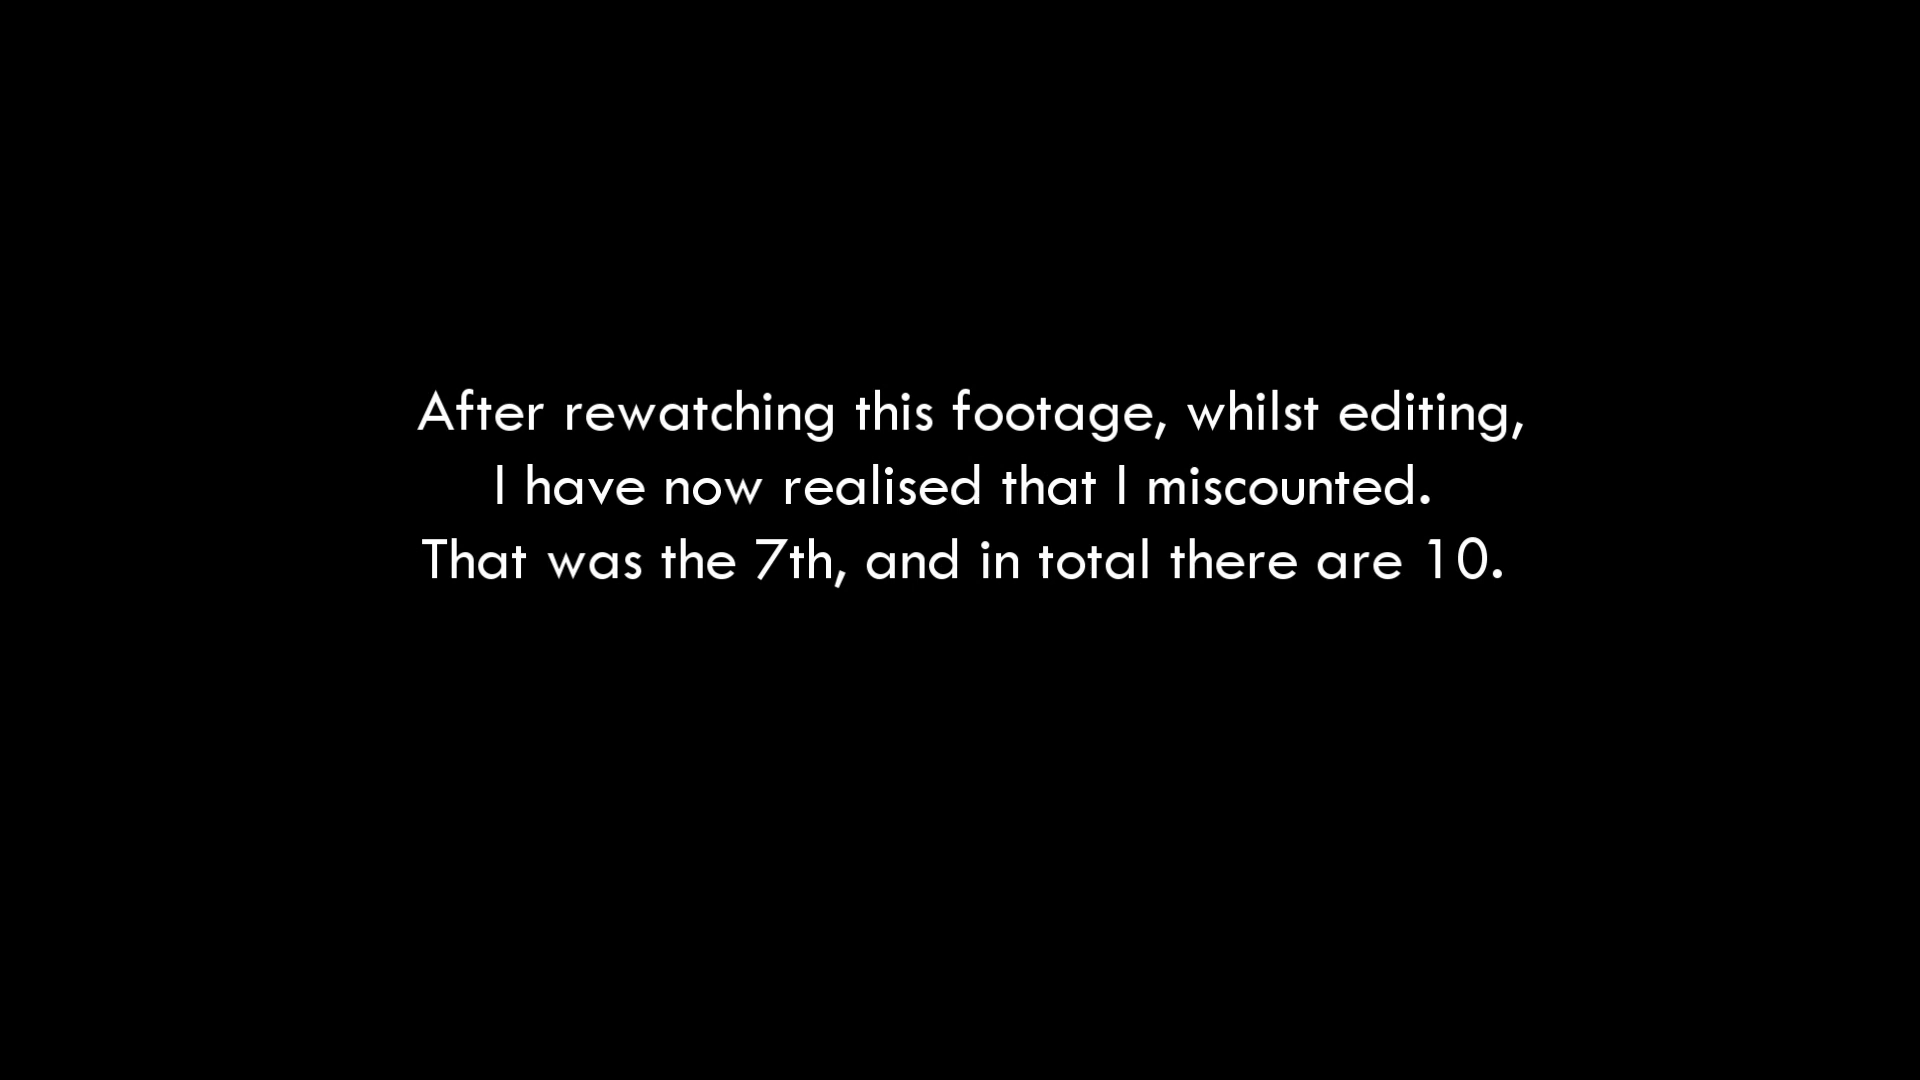 After rewatching this footage, whilst editing,
I have now realised that I miscounted.
That was the 7th, and in total there are 10.